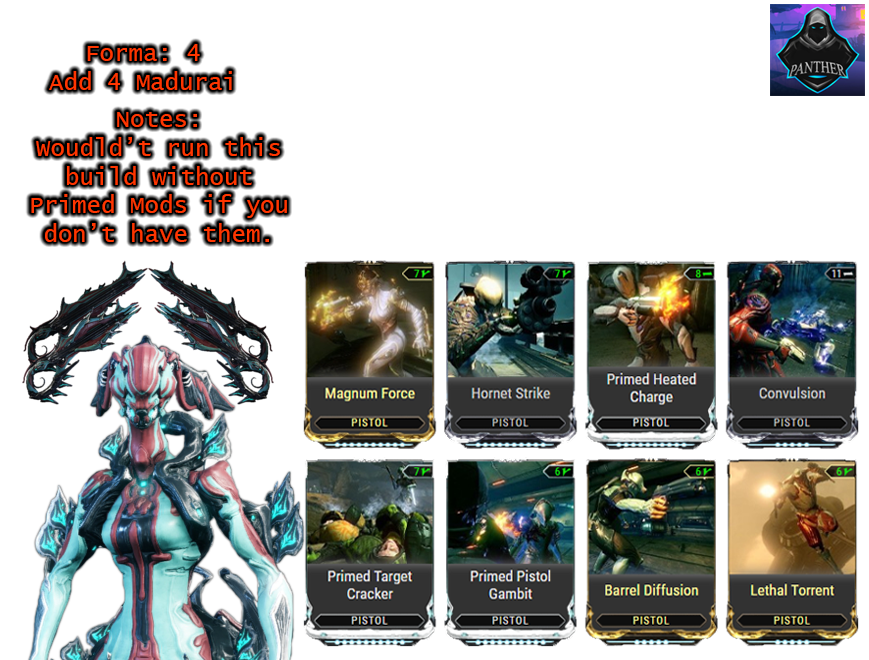 Forma: 4
Add 4 Madurai
Notes:
Woudld't run this
build without
Primed Mods if you
don't have them.
PANTHER
7
7
8
11
Magnum Force
Hornet Strike
Primed Heated
Charge
Convulsion
PISTOL
PISTOL
PISTOL
PISTOL
7
6
6
6
Primed Target
Cracker
Primed Pistol
Gambit
Barrel Diffusion
Lethal Torrent
PISTOL
PISTOL
PISTOL
PISTOL